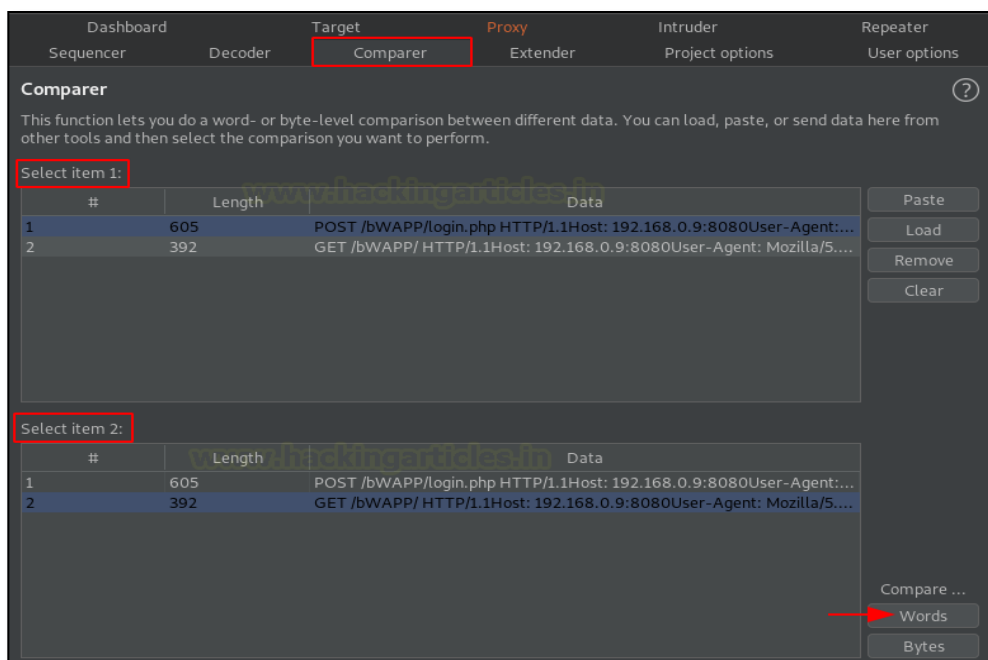 Dashboard Target Proxy Intruder Repeater
Sequencer Decoder Comparer Extender Project options User options
Comparer
?
This function lets you do a word- or byte-level comparison between different data. You can load, paste, or send data here from
other tools and then select the comparison you want to perform.
Select item 1:
www.hackingarticles.in
# Length Data
1 605 POST /bWAPP/login.php HTTP/1.1Host: 192.168.0.9:8080User-Agent:...
2 392 GET /bWAPP/ HTTP/1.1Host: 192.168.0.9:8080User-Agent: Mozilla/5....
Paste
Load
Remove
Clear
Select item 2:
www.hackingarticles.in
# Length Data
1 605 POST /bWAPP/login.php HTTP/1.1Host: 192.168.0.9:8080User-Agent:...
2 392 GET /bWAPP/ HTTP/1.1Host: 192.168.0.9:8080User-Agent: Mozilla/5....
Compare ...
Words
Bytes